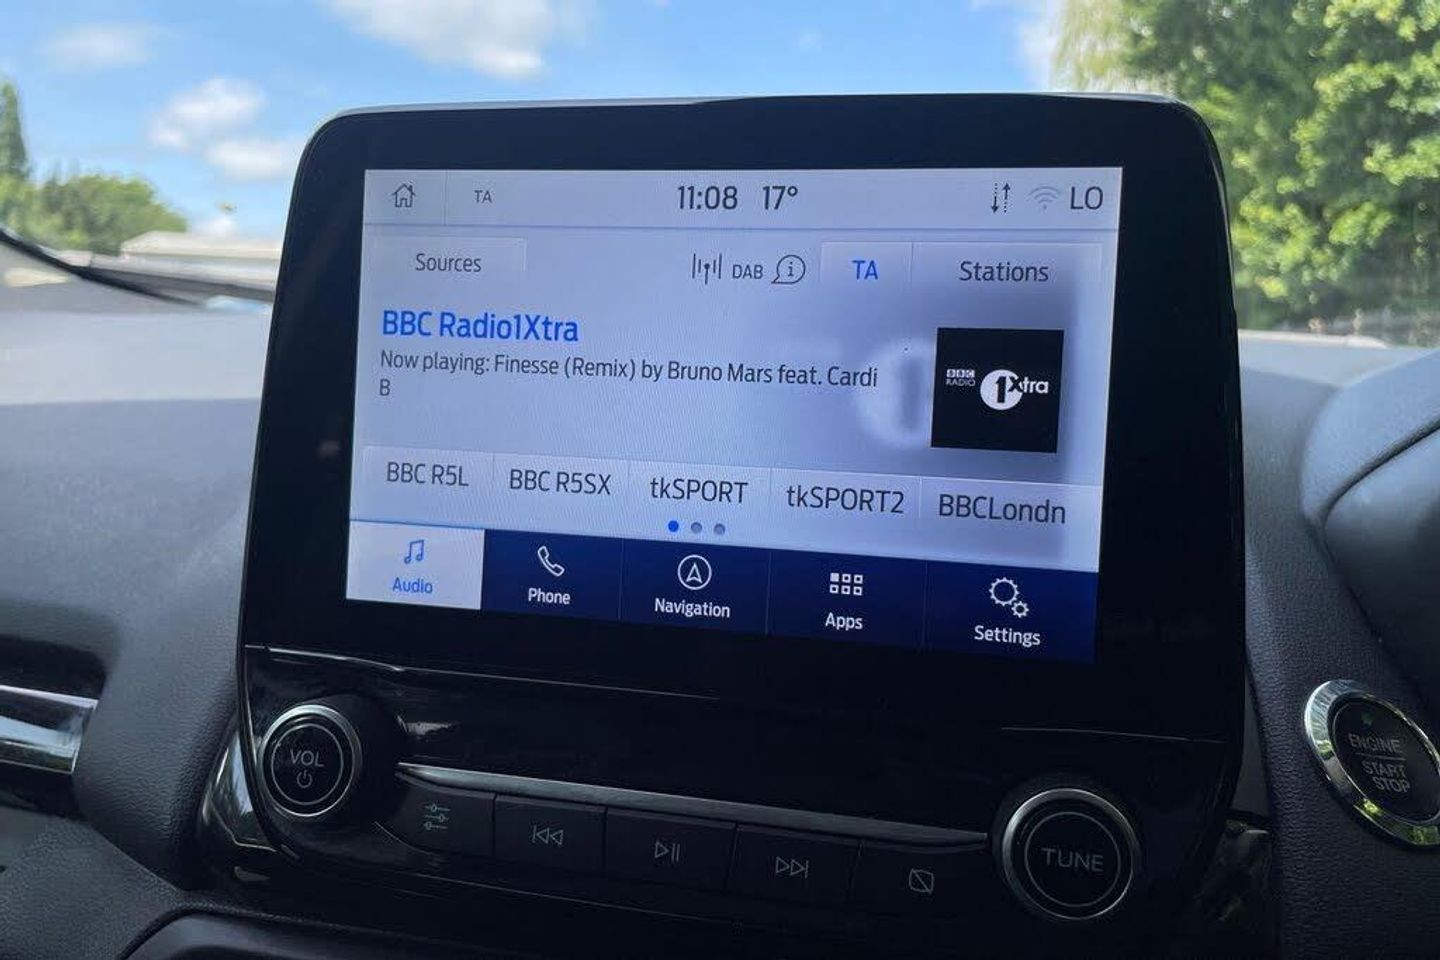 TA 11:08 17° LO
Sources DAB TA Stations
BBC Radio1Xtra
Now playing: Finesse (Remix) by Bruno Mars feat. Cardi
B
BBC
RADIO
1Xtra
BBC R5L BBC R5SX tkSPORT tkSPORT2 BBCLondn
Audio Phone Navigation Apps Settings
VOL
TUNE
ENGINE
START
STOP